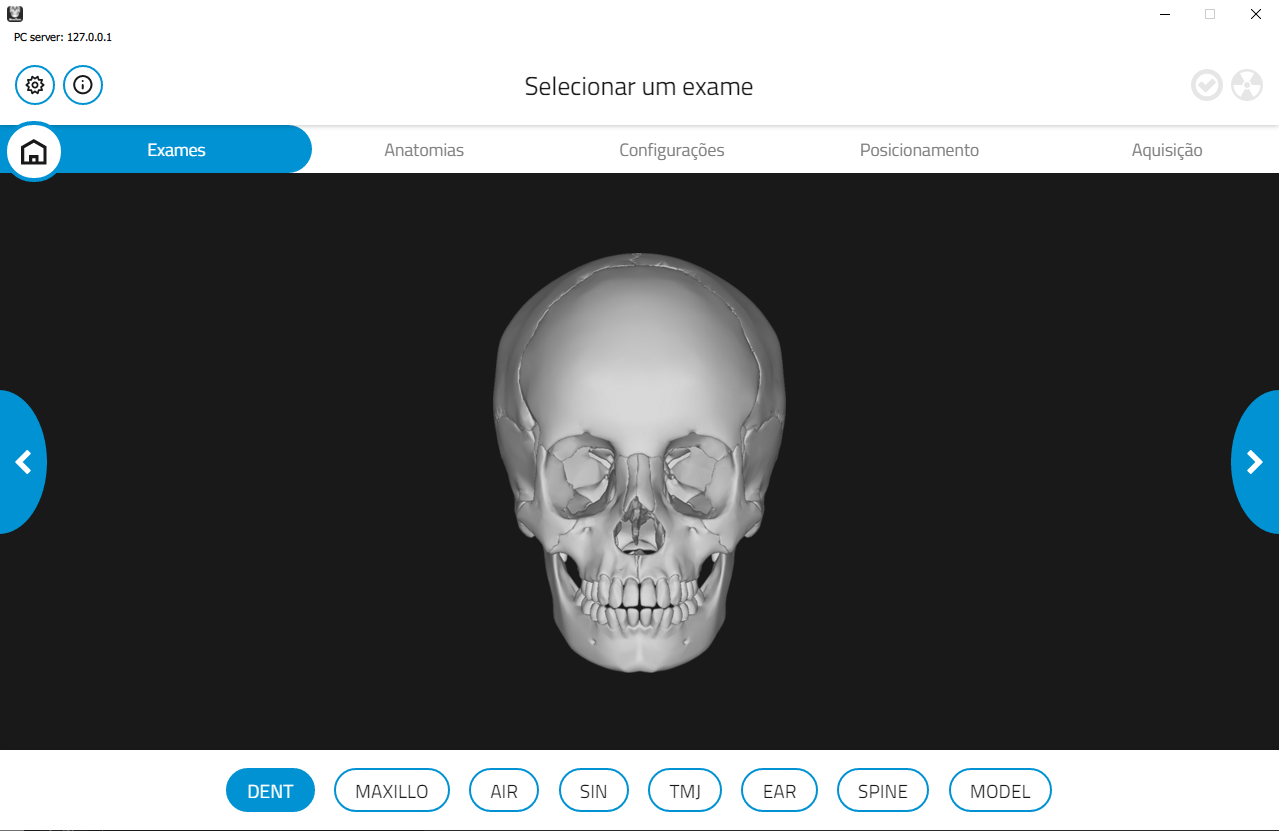 PC server: 127.0.0.1
Selecionar um exame
Exames
Anatomias
Configurações
Posicionamento
Aquisição
DENT
MAXILLO
AIR
SIN
TMJ
EAR
SPINE
MODEL